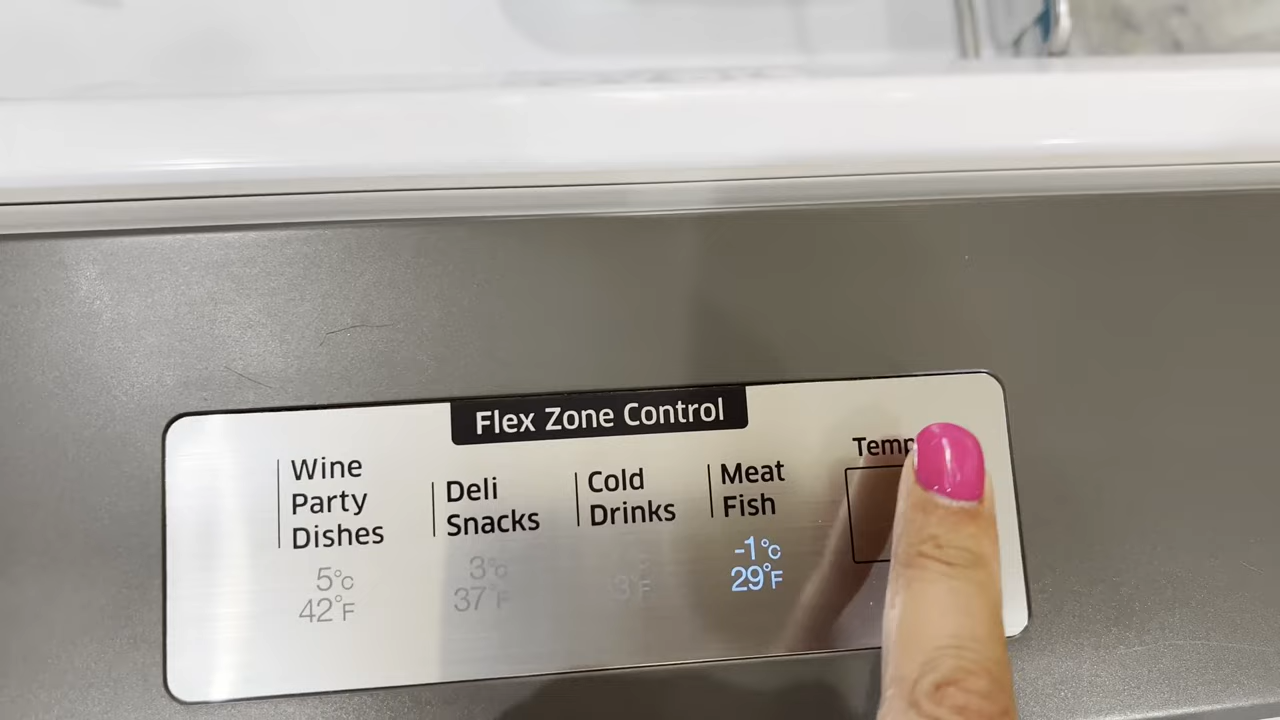 Flex Zone Control
Wine
Party
Dishes
5°C
42°F
Deli
Snacks
3°C
37°F
Cold
Drinks
Meat
Fish
-1°C
29°F
Temp